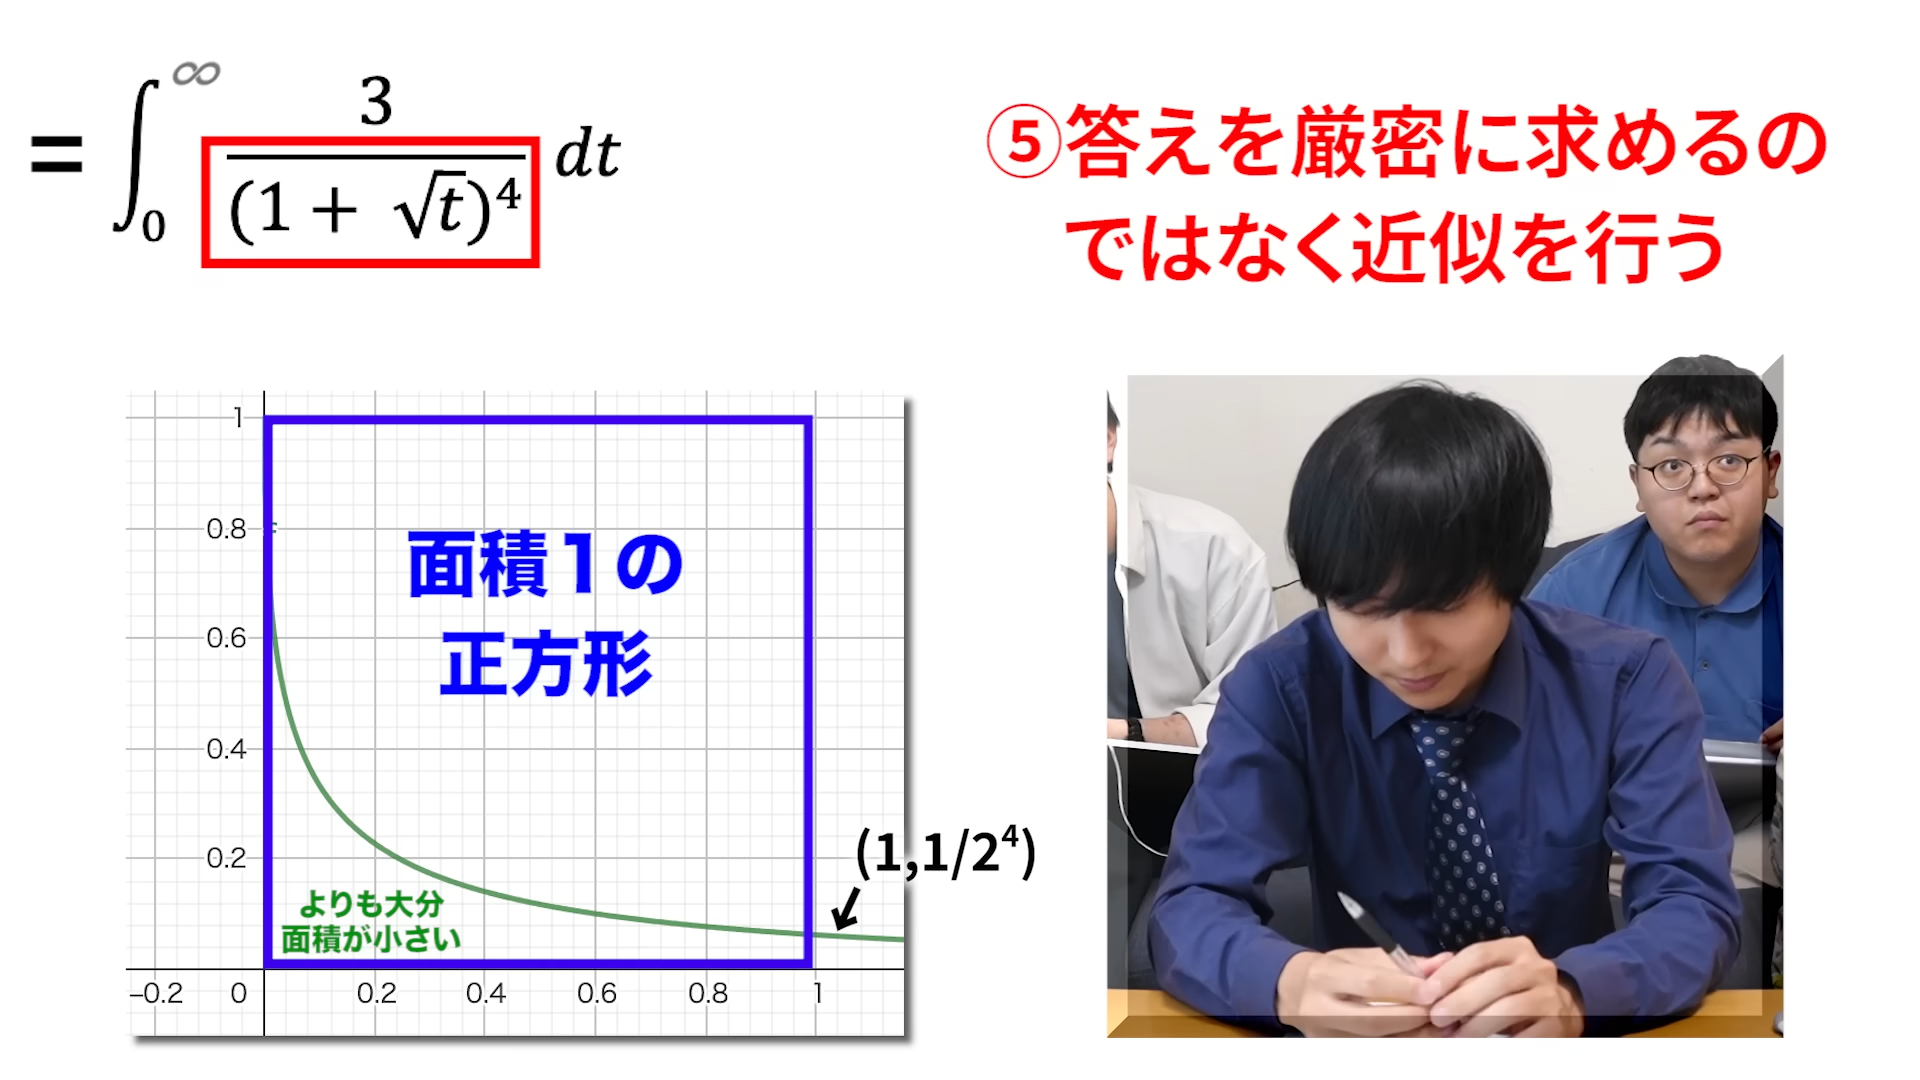 = ∫₀^∞ 3/(1 + √t)⁴ dt
⑤答えを厳密に求めるの
ではなく近似を行う
1
0.8
0.6
0.4
0.2
面積1の
正方形
よりも大分
面積が小さい
(1,1/2⁴)
–0.2 0 0.2 0.4 0.6 0.8 1